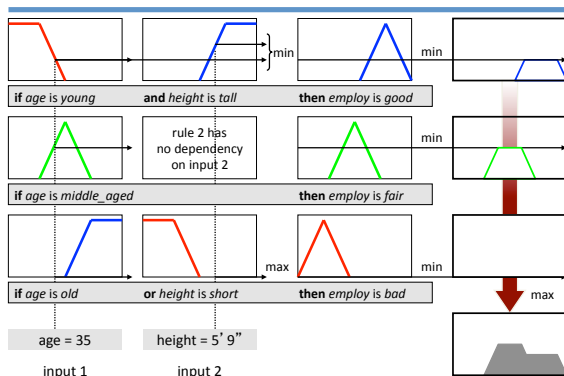 min
min
if age is young and height is tall then employ is good
rule 2 has
no dependency
on input 2
min
if age is middle_aged then employ is fair
max
min
if age is old or height is short then employ is bad
max
age = 35 height = 5' 9”
input 1 input 2